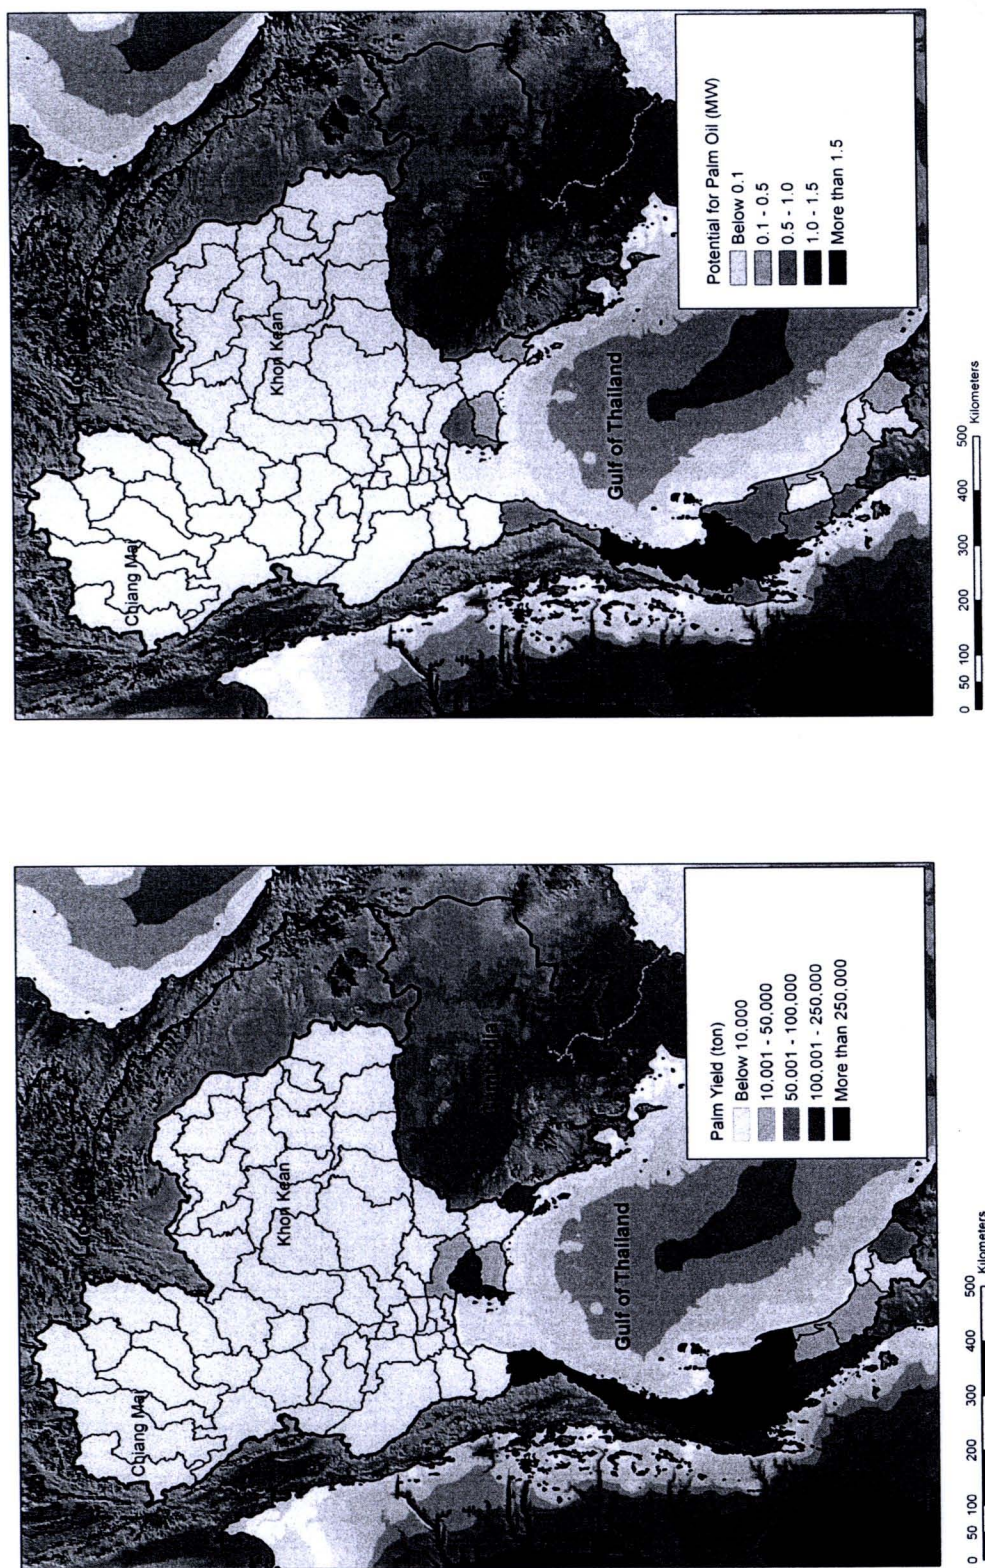 Chiang Mai
Khon Kean
Gulf of Thailand
Palm Yield (ton)
Below 10,000
10,001 - 50,000
50,001 - 100,000
100,001 - 250,000
More than 250,000
0 50 100 200 300 400 500
Kilometers
Chiang Mai
Khon Kean
Gulf of Thailand
Potential for Palm Oil (MW)
Below 0.1
0.1 - 0.5
0.5 - 1.0
1.0 - 1.5
More than 1.5
0 50 100 200 300 400 500
Kilometers